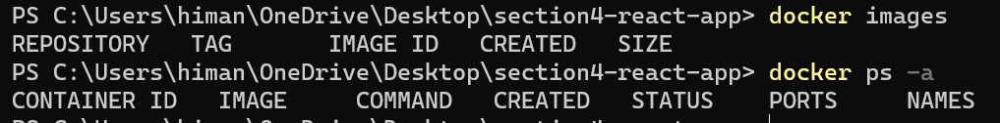 PS C:\Users\himan\OneDrive\Desktop\section4-react-app> docker images
REPOSITORY   TAG       IMAGE ID   CREATED   SIZE
PS C:\Users\himan\OneDrive\Desktop\section4-react-app> docker ps -a
CONTAINER ID   IMAGE     COMMAND   CREATED   STATUS    PORTS     NAMES